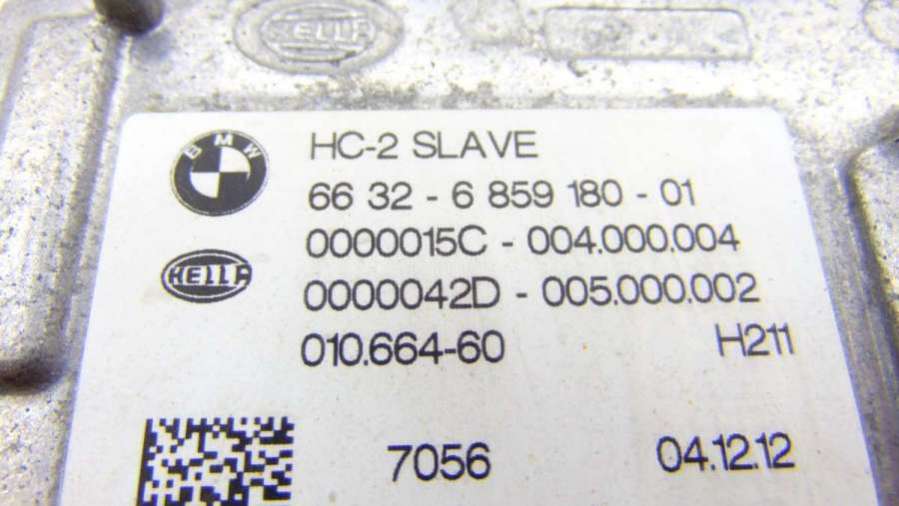 HELLA
BMW
HC-2 SLAVE
66 32 - 6 859 180 - 01
0000015C - 004.000.004
HELLA
0000042D - 005.000.002
010.664-60 H211
7056 04.12.12